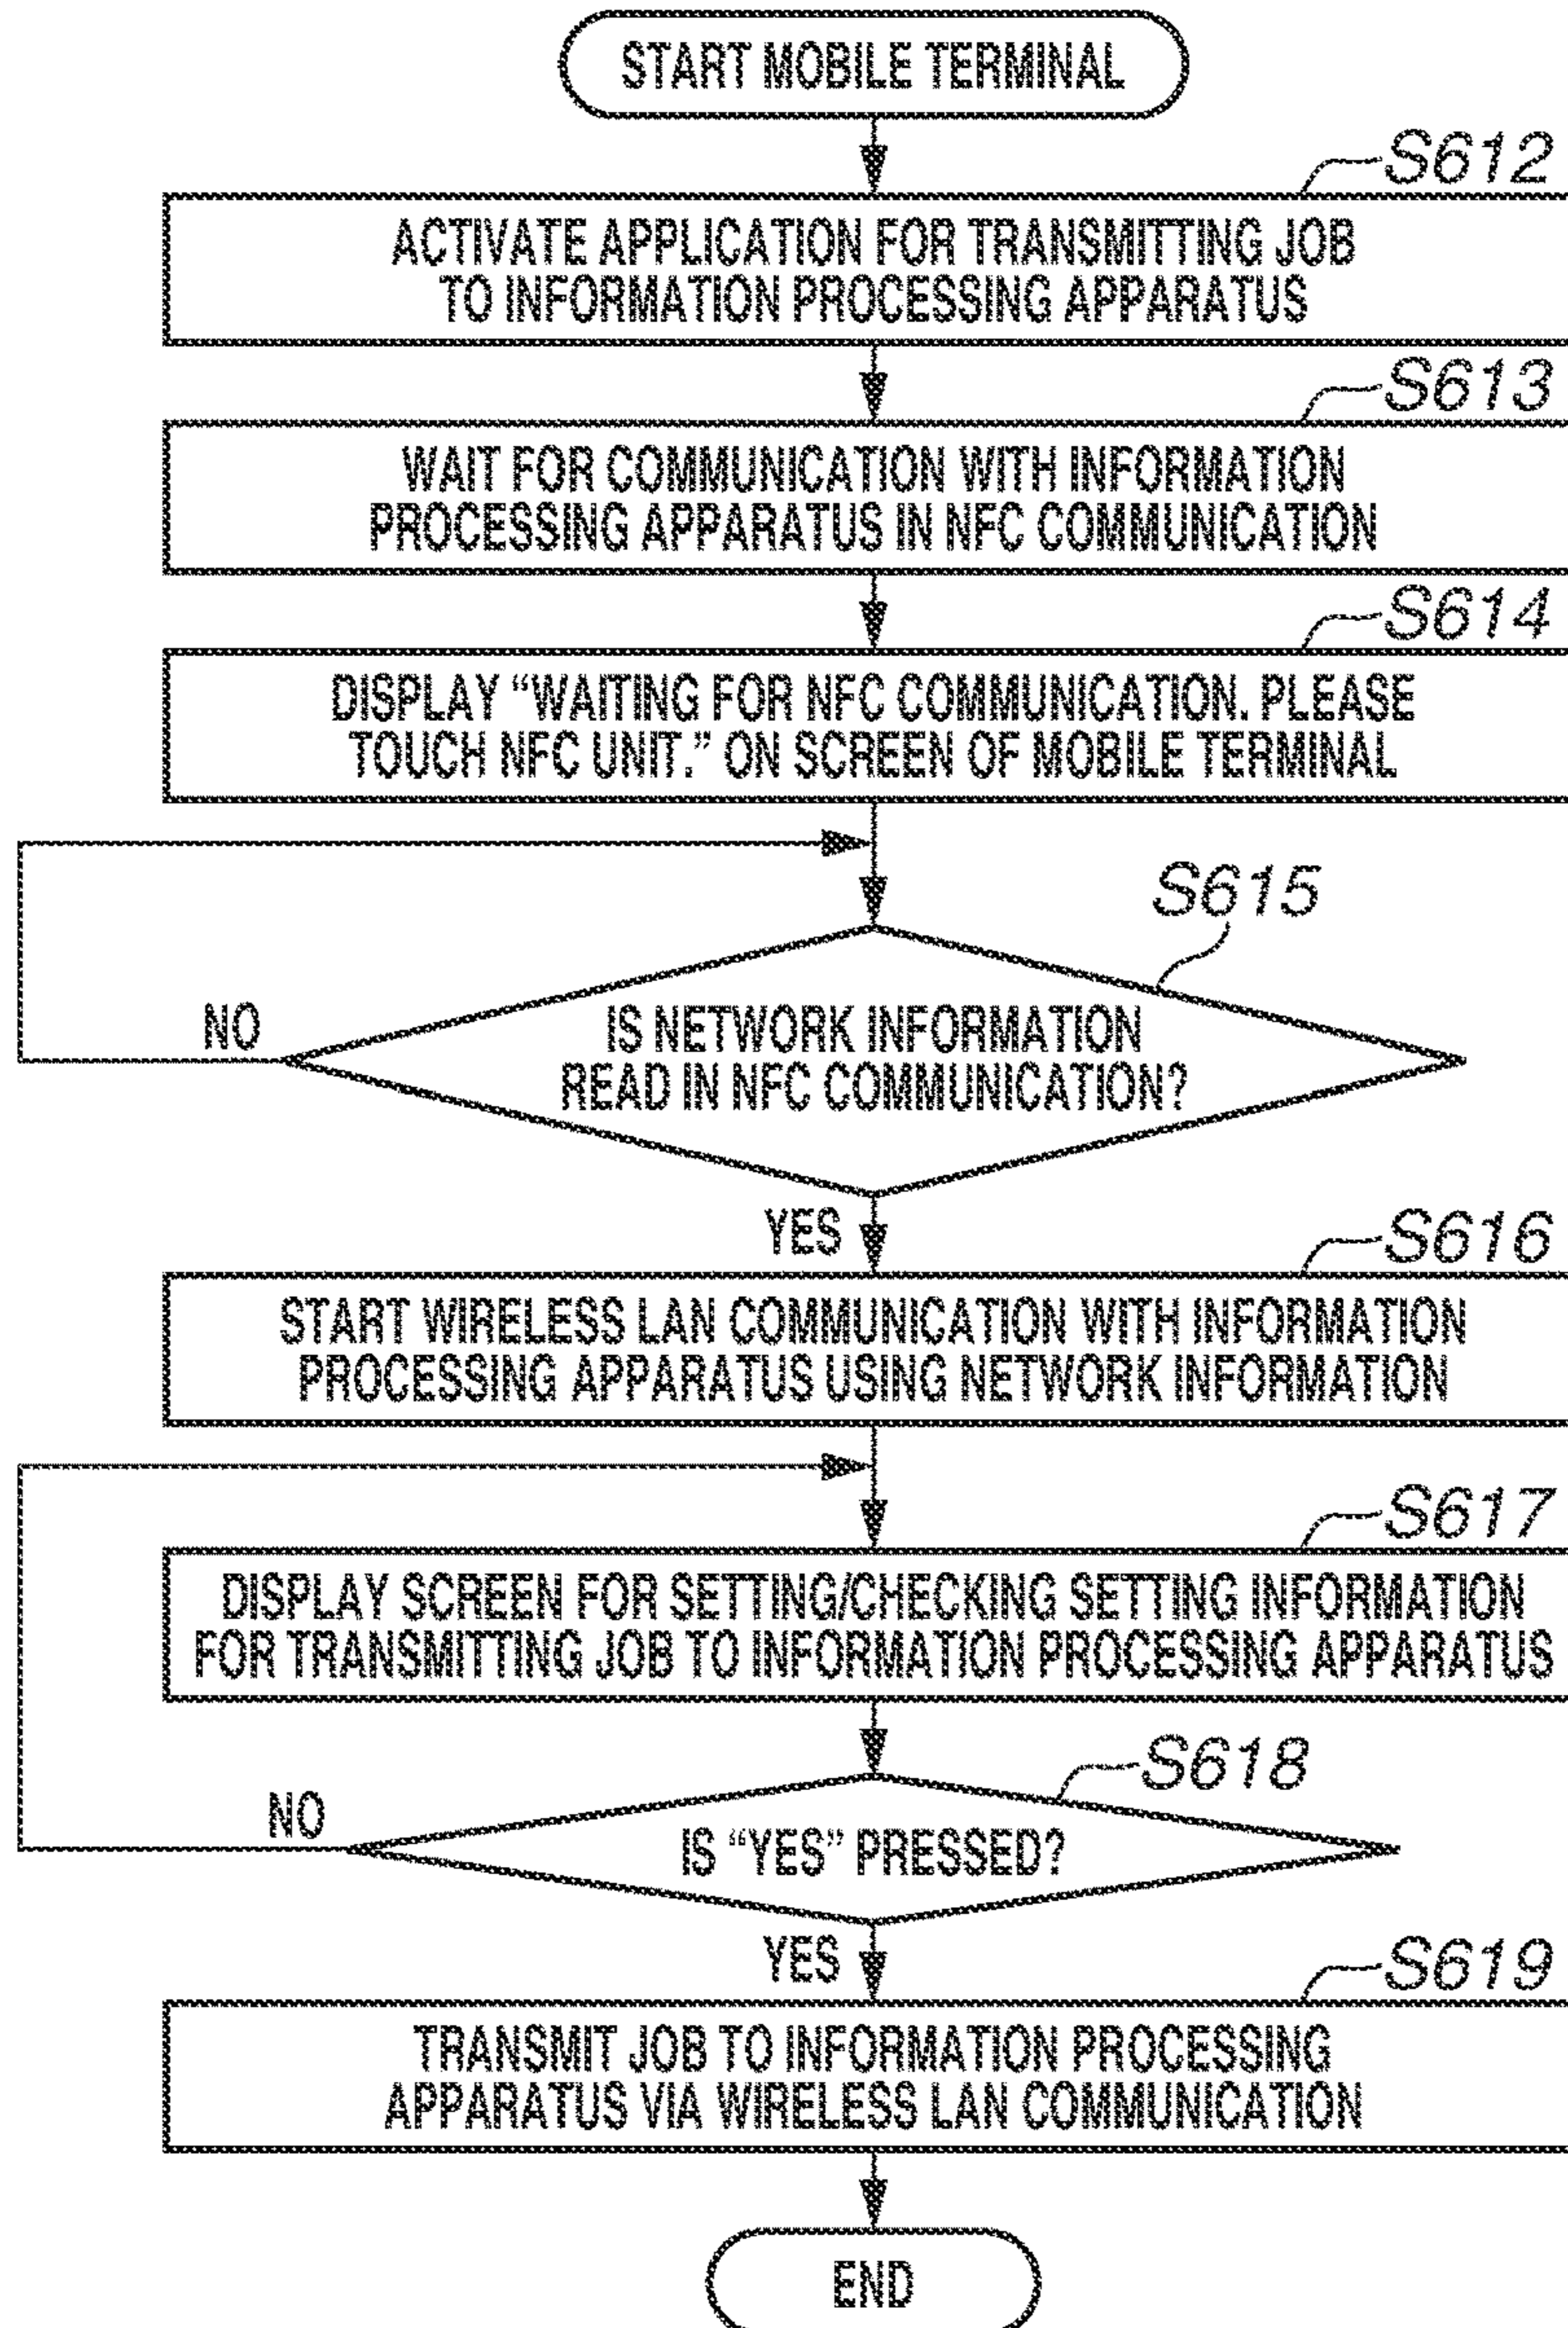 START MOBILE TERMINAL
S612
ACTIVATE APPLICATION FOR TRANSMITTING JOB
TO INFORMATION PROCESSING APPARATUS
S613
WAIT FOR COMMUNICATION WITH INFORMATION
PROCESSING APPARATUS IN NFC COMMUNICATION
S614
DISPLAY “WAITING FOR NFC COMMUNICATION. PLEASE
TOUCH NFC UNIT.” ON SCREEN OF MOBILE TERMINAL
S615
NO
IS NETWORK INFORMATION
READ IN NFC COMMUNICATION?
YES
S616
START WIRELESS LAN COMMUNICATION WITH INFORMATION
PROCESSING APPARATUS USING NETWORK INFORMATION
S617
DISPLAY SCREEN FOR SETTING/CHECKING SETTING INFORMATION
FOR TRANSMITTING JOB TO INFORMATION PROCESSING APPARATUS
S618
NO
IS “YES” PRESSED?
YES
S619
TRANSMIT JOB TO INFORMATION PROCESSING
APPARATUS VIA WIRELESS LAN COMMUNICATION
END